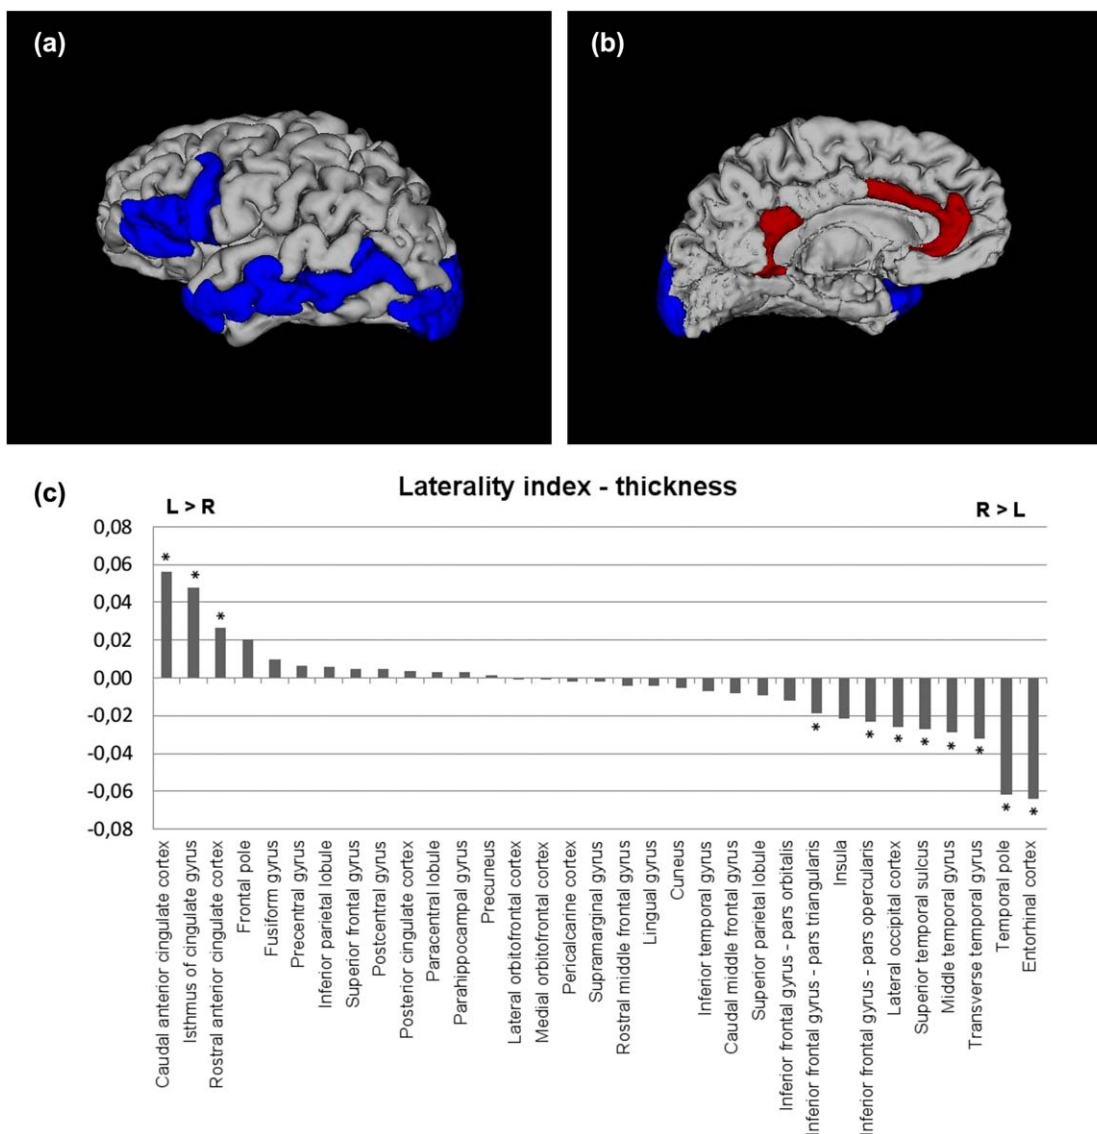 (a)
(b)
(c)
Laterality index - thickness
L > R
R > L
0,08
0,06
0,04
0,02
0,00
-0,02
-0,04
-0,06
-0,08
*
*
*
*
*
*
*
*
*
*
*
Caudal anterior cingulate cortex
Isthmus of cingulate gyrus
Rostral anterior cingulate cortex
Frontal pole
Fusiform gyrus
Precentral gyrus
Inferior parietal lobule
Superior frontal gyrus
Postcentral gyrus
Posterior cingulate cortex
Paracentral lobule
Parahippocampal gyrus
Precuneus
Lateral orbitofrontal cortex
Medial orbitofrontal cortex
Pericalcarine cortex
Supramarginal gyrus
Rostral middle frontal gyrus
Lingual gyrus
Cuneus
Inferior temporal gyrus
Caudal middle frontal gyrus
Superior parietal lobule
Inferior frontal gyrus - pars orbitalis
Inferior frontal gyrus - pars triangularis
Insula
Inferior frontal gyrus - pars opercularis
Lateral occipital cortex
Superior temporal sulcus
Middle temporal gyrus
Transverse temporal gyrus
Temporal pole
Entorhinal cortex